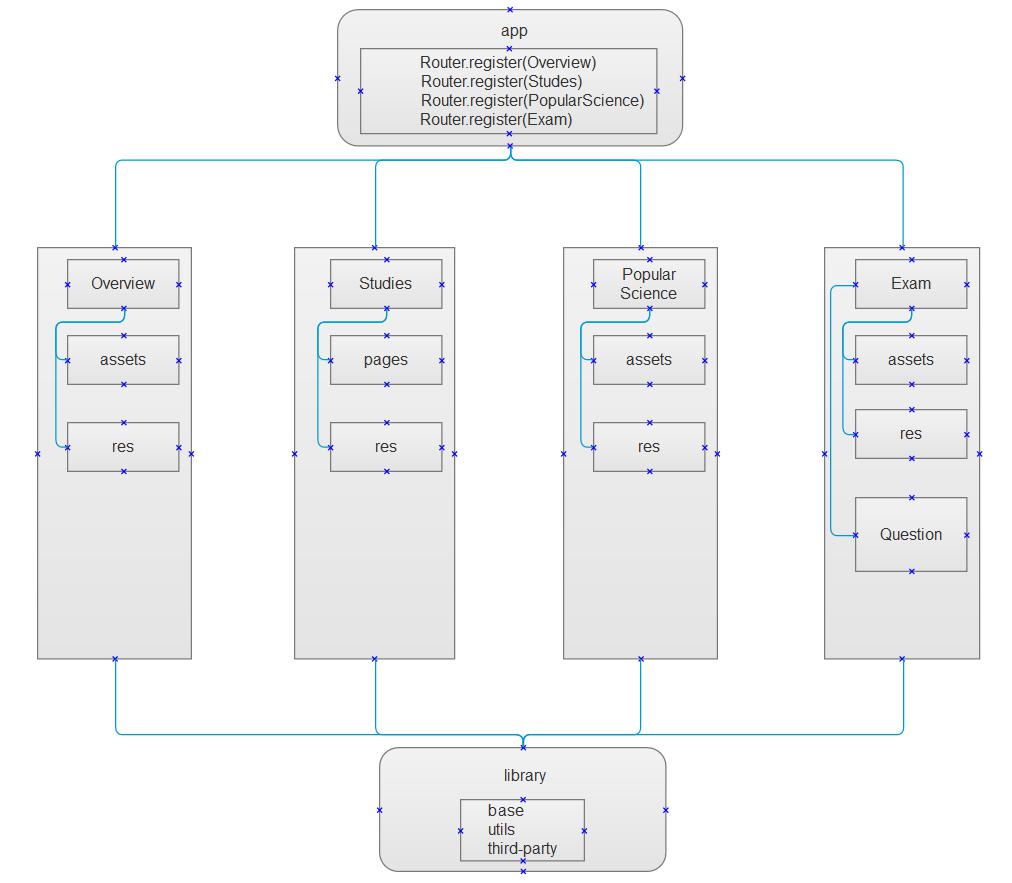 app
Router.register(Overview)
Router.register(Studes)
Router.register(PopularScience)
Router.register(Exam)
Overview
assets
res
Studies
pages
res
Popular
Science
assets
res
Exam
assets
res
Question
library
base
utils
third-party